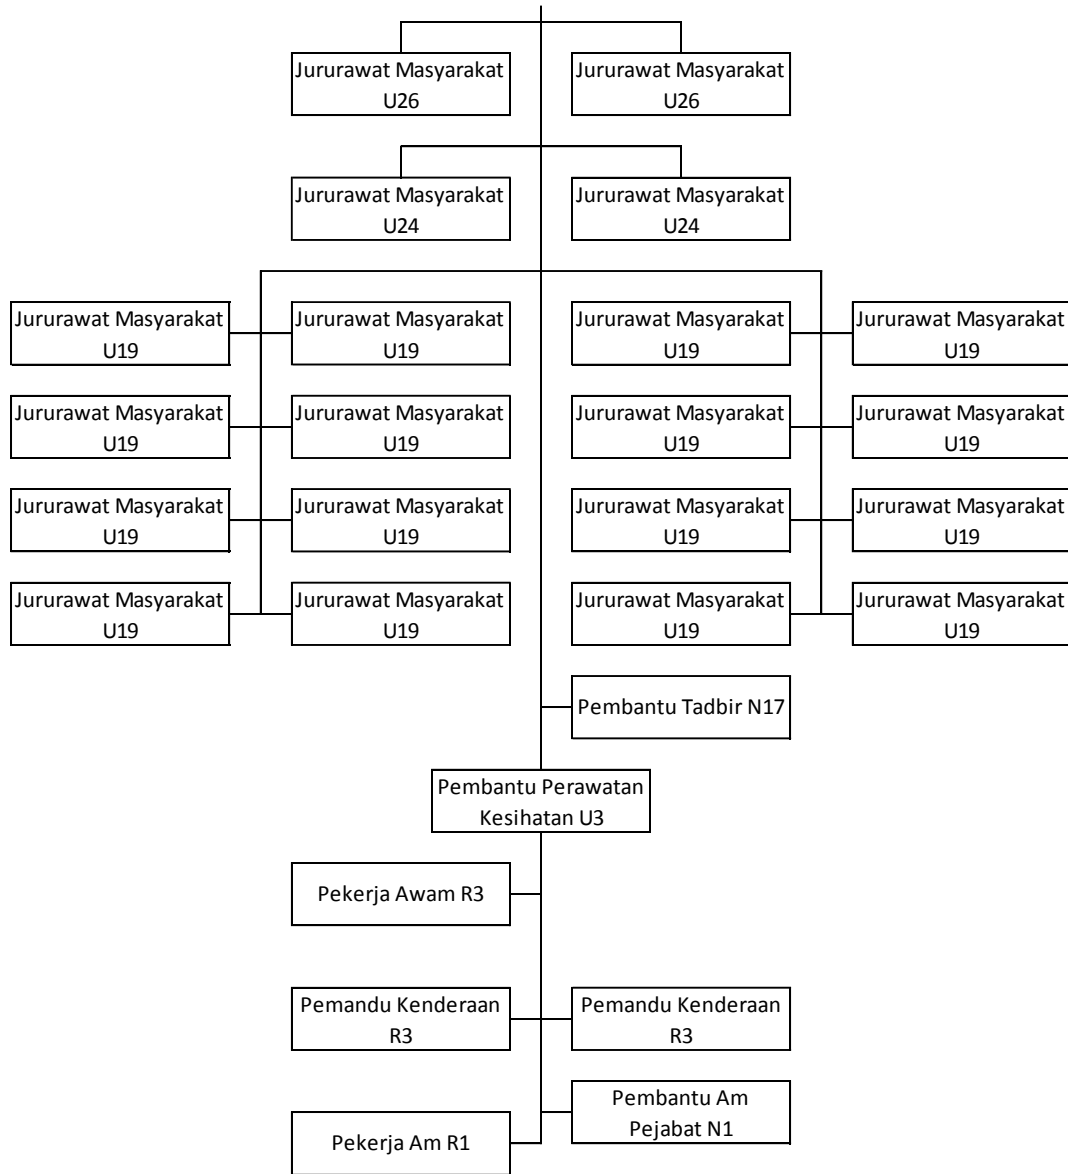 Jururawat Masyarakat
U26
Jururawat Masyarakat
U26
Jururawat Masyarakat
U24
Jururawat Masyarakat
U24
Jururawat Masyarakat
U19
Jururawat Masyarakat
U19
Jururawat Masyarakat
U19
Jururawat Masyarakat
U19
Jururawat Masyarakat
U19
Jururawat Masyarakat
U19
Jururawat Masyarakat
U19
Jururawat Masyarakat
U19
Jururawat Masyarakat
U19
Jururawat Masyarakat
U19
Jururawat Masyarakat
U19
Jururawat Masyarakat
U19
Jururawat Masyarakat
U19
Jururawat Masyarakat
U19
Jururawat Masyarakat
U19
Jururawat Masyarakat
U19
Pembantu Tadbir N17
Pembantu Perawatan
Kesihatan U3
Pekerja Awam R3
Pemandu Kenderaan
R3
Pemandu Kenderaan
R3
Pembantu Am
Pejabat N1
Pekerja Am R1